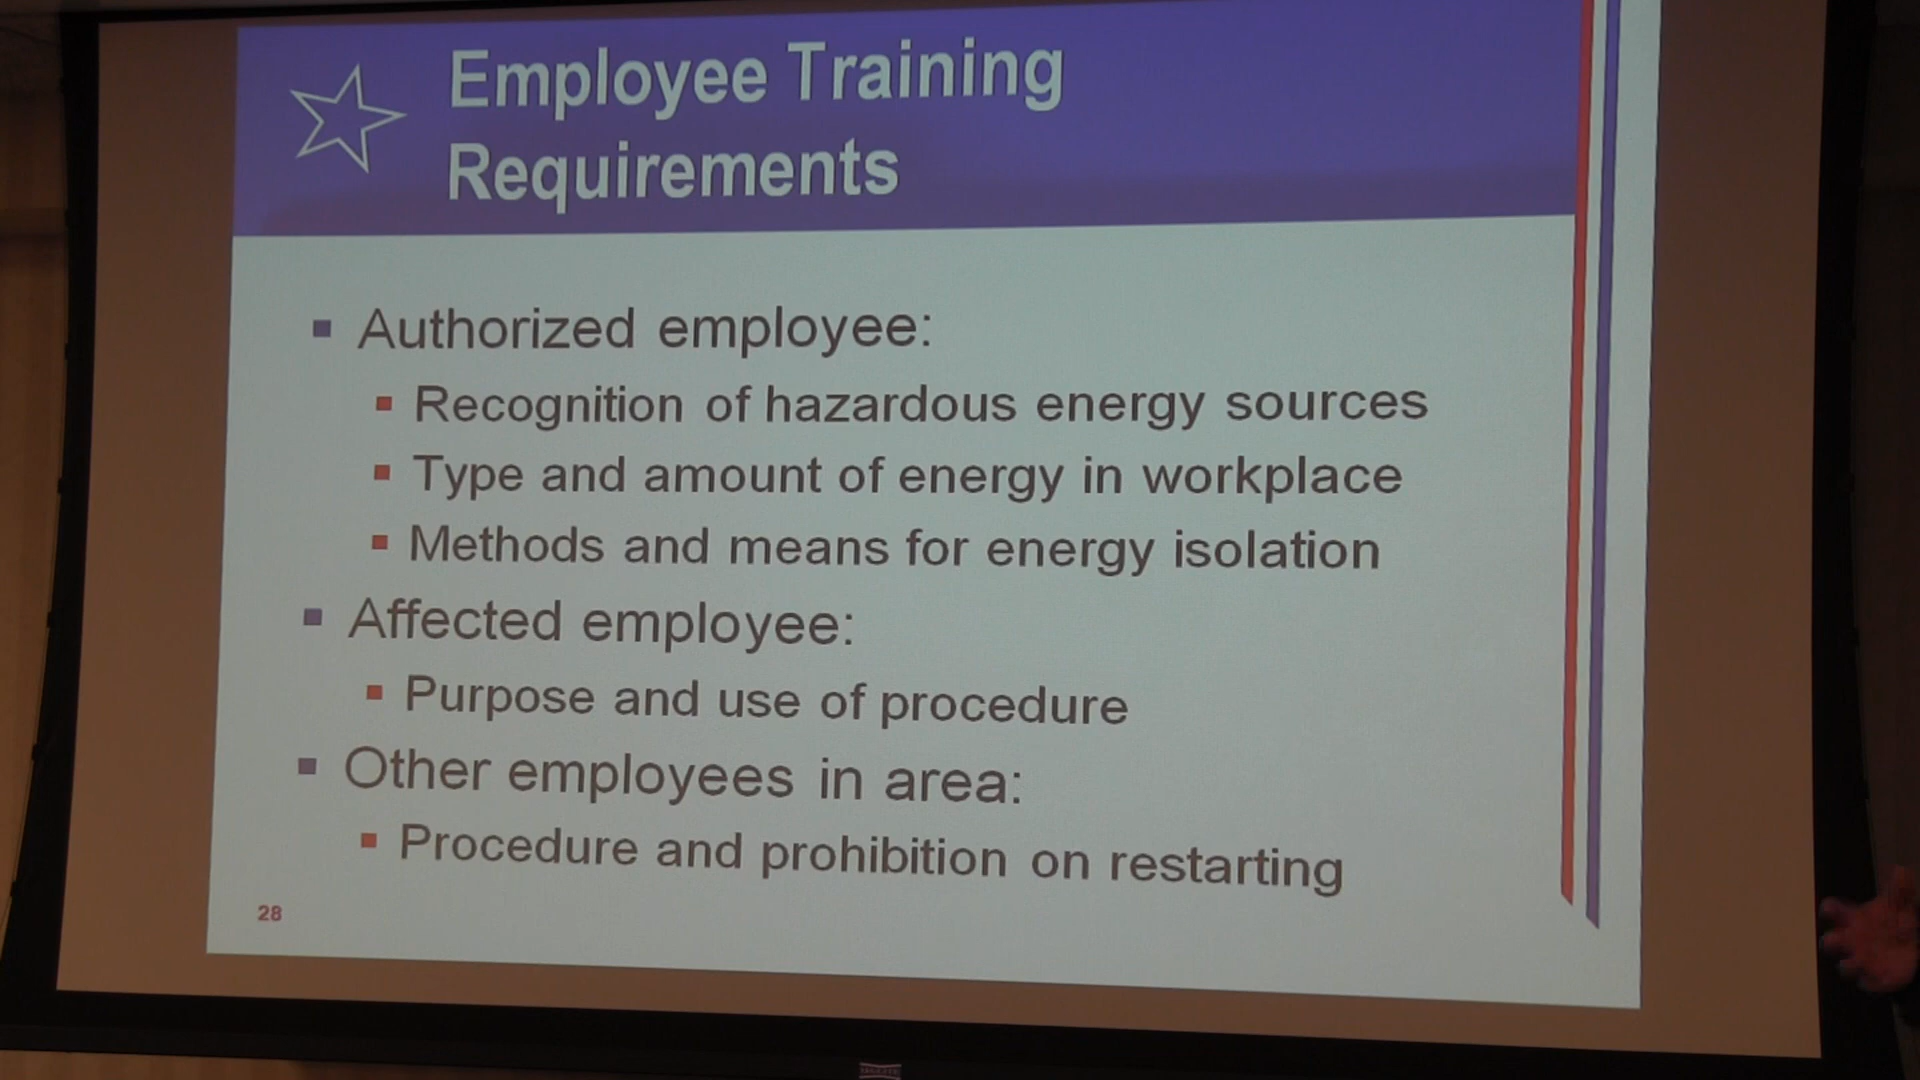 Employee Training
Requirements
Authorized employee:
Recognition of hazardous energy sources
Type and amount of energy in workplace
Methods and means for energy isolation
Affected employee:
Purpose and use of procedure
Other employees in area:
Procedure and prohibition on restarting
28